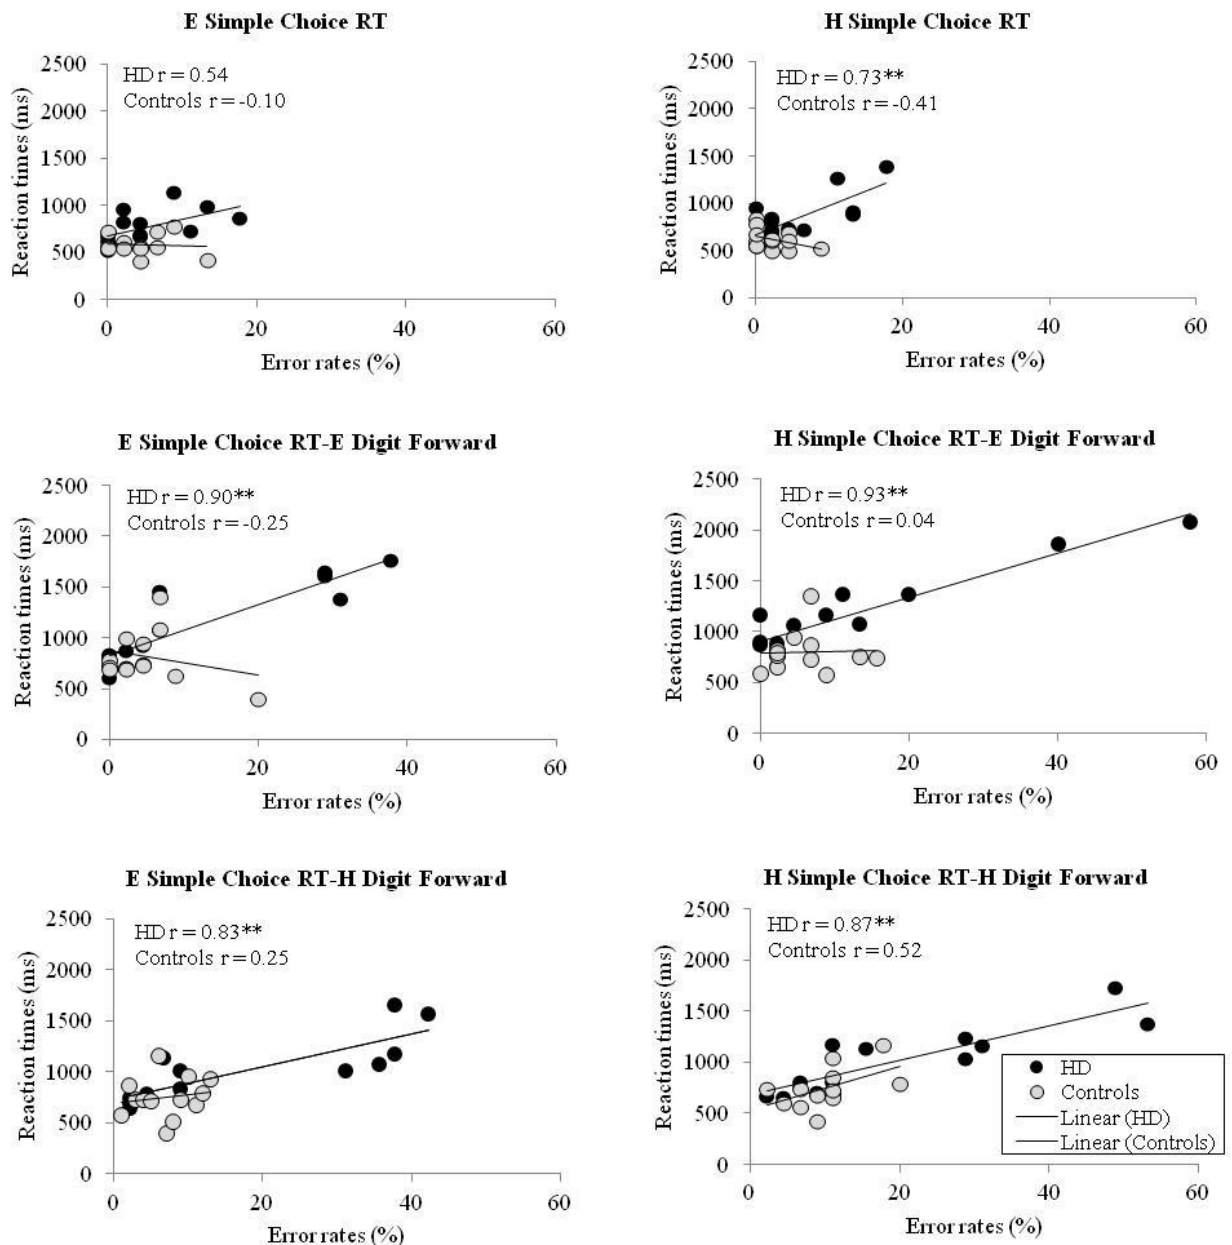 E Simple Choice RT
HD r = 0.54
Controls r = -0.10
Reaction times (ms)
2500
2000
1500
1000
500
0
0
20
40
60
Error rates (%)
H Simple Choice RT
HD r = 0.73**
Controls r = -0.41
Reaction times (ms)
2500
2000
1500
1000
500
0
0
20
40
60
Error rates (%)
E Simple Choice RT-E Digit Forward
HD r = 0.90**
Controls r = -0.25
Reaction times (ms)
2500
2000
1500
1000
500
0
0
20
40
60
Error rates (%)
H Simple Choice RT-E Digit Forward
HD r = 0.93**
Controls r = 0.04
Reaction times (ms)
2500
2000
1500
1000
500
0
0
20
40
60
Error rates (%)
E Simple Choice RT-H Digit Forward
HD r = 0.83**
Controls r = 0.25
Reaction times (ms)
2500
2000
1500
1000
500
0
0
20
40
60
Error rates (%)
H Simple Choice RT-H Digit Forward
HD r = 0.87**
Controls r = 0.52
Reaction times (ms)
2500
2000
1500
1000
500
0
0
20
40
60
Error rates (%)
HD
Controls
Linear (HD)
Linear (Controls)